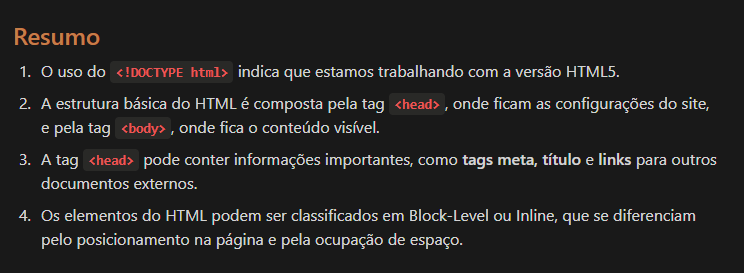 Resumo
1. O uso do <!DOCTYPE html> indica que estamos trabalhando com a versão HTML5.
2. A estrutura básica do HTML é composta pela tag <head>, onde ficam as configurações do site,
e pela tag <body>, onde fica o conteúdo visível.
3. A tag <head> pode conter informações importantes, como tags meta, título e links para outros
documentos externos.
4. Os elementos do HTML podem ser classificados em Block-Level ou Inline, que se diferenciam
pelo posicionamento na página e pela ocupação de espaço.